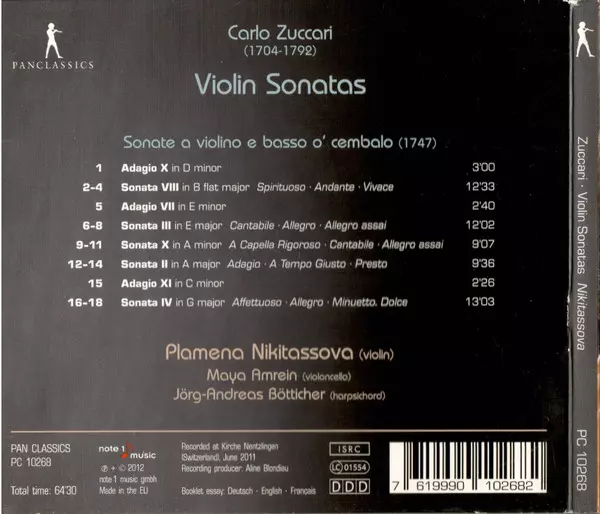 PANCLASSICS
Carlo Zuccari
(1704-1792)
Violin Sonatas
Sonate a violino e basso o' cembalo (1747)
1 Adagio X in D minor 3'00
2-4 Sonata VIII in B flat major Spirituoso · Andante · Vivace 12'33
5 Adagio VII in E minor 2'40
6-8 Sonata III in E major Cantabile · Allegro · Allegro assai 12'02
9-11 Sonata X in A minor A Capella Rigoroso · Cantabile · Allegro assai 9'07
12-14 Sonata II in A major Adagio · A Tempo Giusto · Presto 9'36
15 Adagio XI in C minor 2'26
16-18 Sonata IV in G major Affettuoso · Allegro · Minuetto. Dolce 13'03
Plamena Nikitassova (violin)
Maya Amrein (violoncello)
Jörg-Andreas Bötticher (harpsichord)
PAN CLASSICS
PC 10268
Total time: 64'30
note 1 music
℗ + © 2012
note 1 music gmbh
Made in the EU
Recorded at Kirche Nentzlingen
(Switzerland), June 2011
Recording producer: Aline Blondieu
Booklet essay: Deutsch · English · Français
ISRC
LC 01554
DDD
7 619990 102682
Zuccari · Violin Sonatas Nikitassova
PC 10268